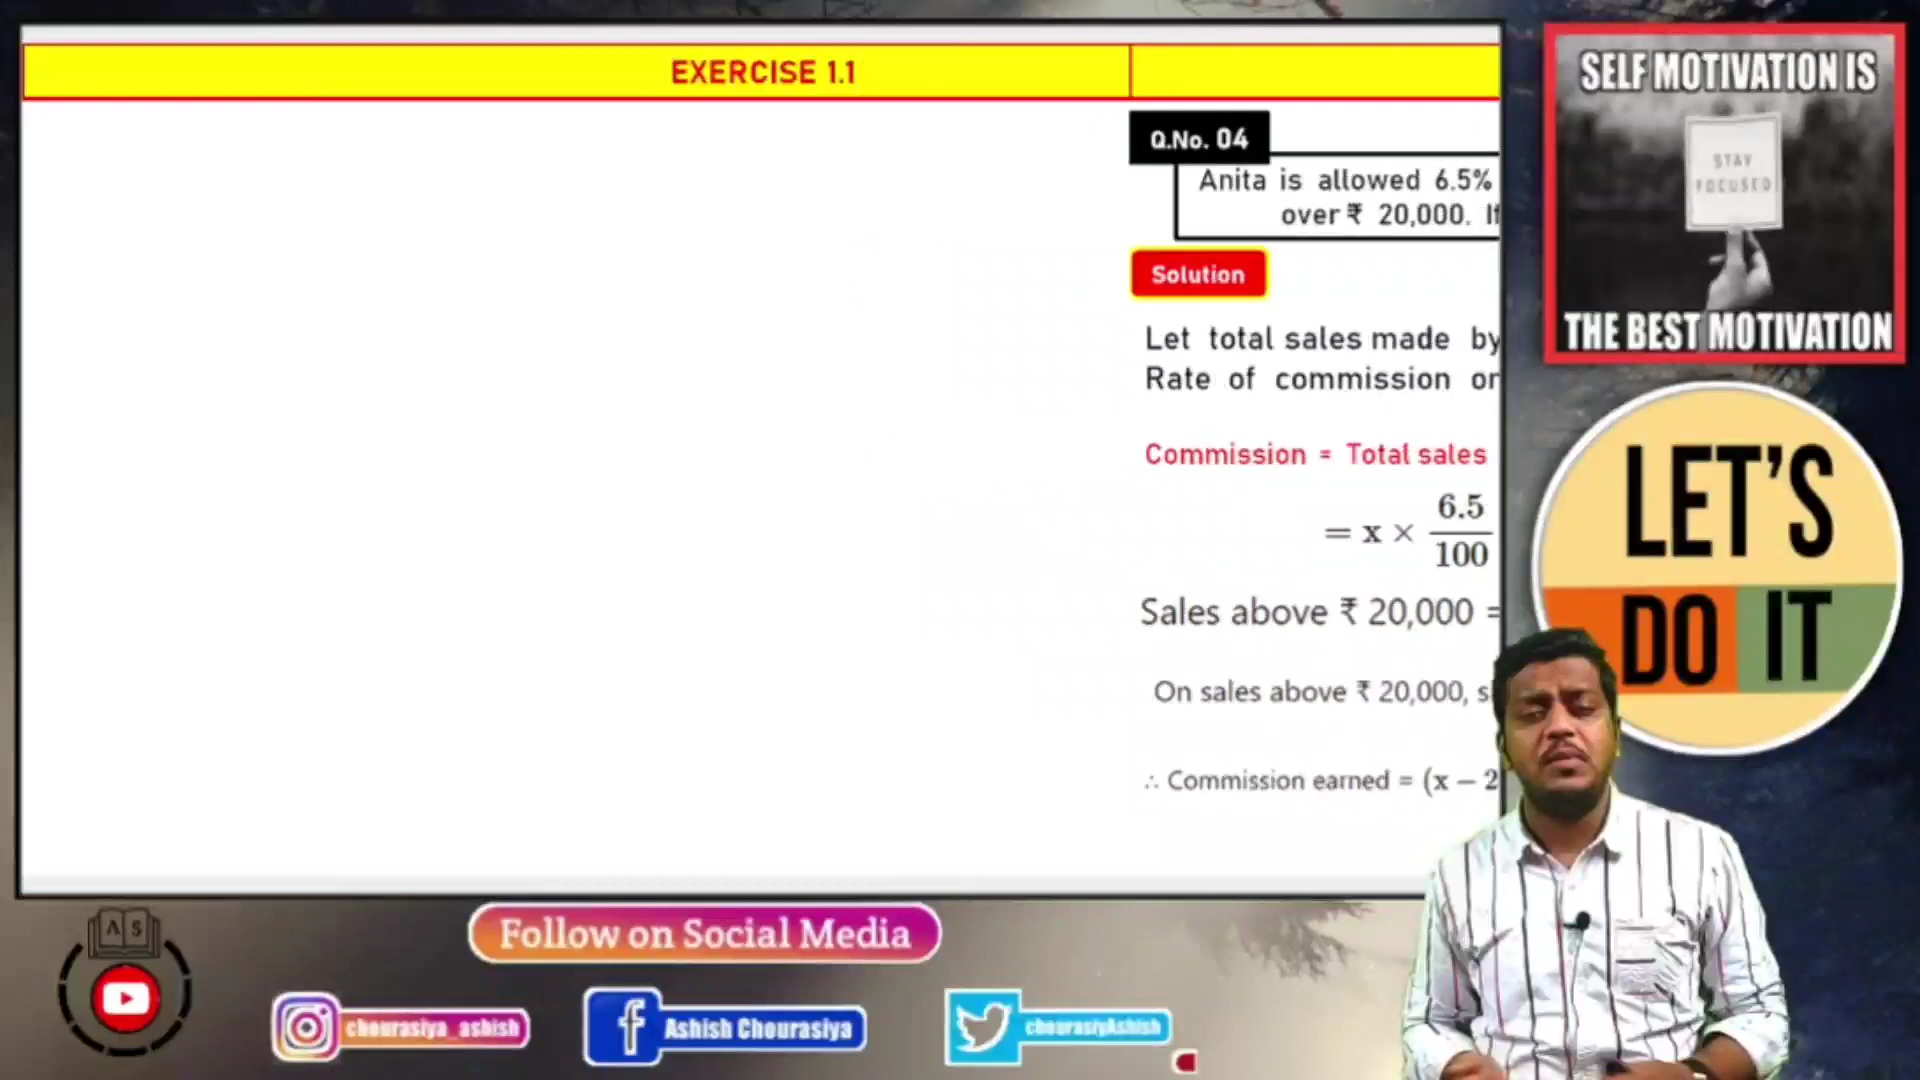 EXERCISE 1.1
Q.No. 04
Anita is allowed 6.5%
over ₹ 20,000. If
Solution
Let total sales made by
Rate of commission on
Commission = Total sales
= x × 6.5/100
Sales above ₹ 20,000 =
On sales above ₹ 20,000, s
∴ Commission earned = (x – 2
SELF MOTIVATION IS
STAY
FOCUSED
THE BEST MOTIVATION
LET'S
DO IT
A S
Follow on Social Media
chourasiya_ashish
f
Ashish Chourasiya
chourasiyAshish